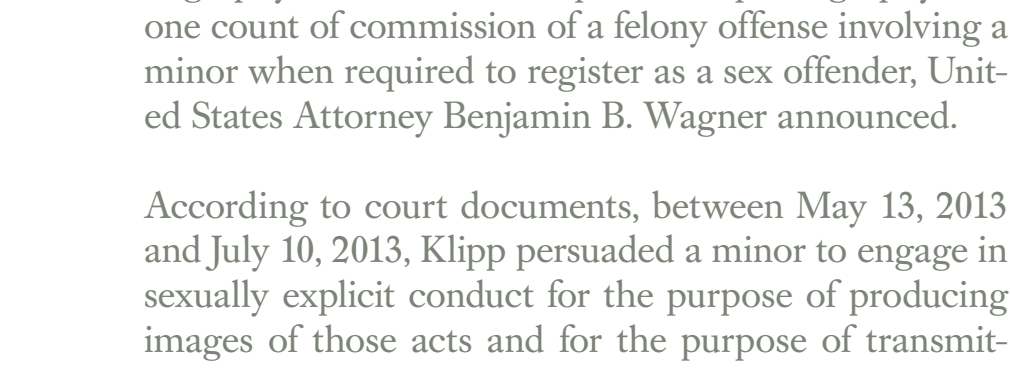 one count of commission of a felony offense involving a
minor when required to register as a sex offender, Unit-
ed States Attorney Benjamin B. Wagner announced.
According to court documents, between May 13, 2013
and July 10, 2013, Klipp persuaded a minor to engage in
sexually explicit conduct for the purpose of producing
images of those acts and for the purpose of transmit-